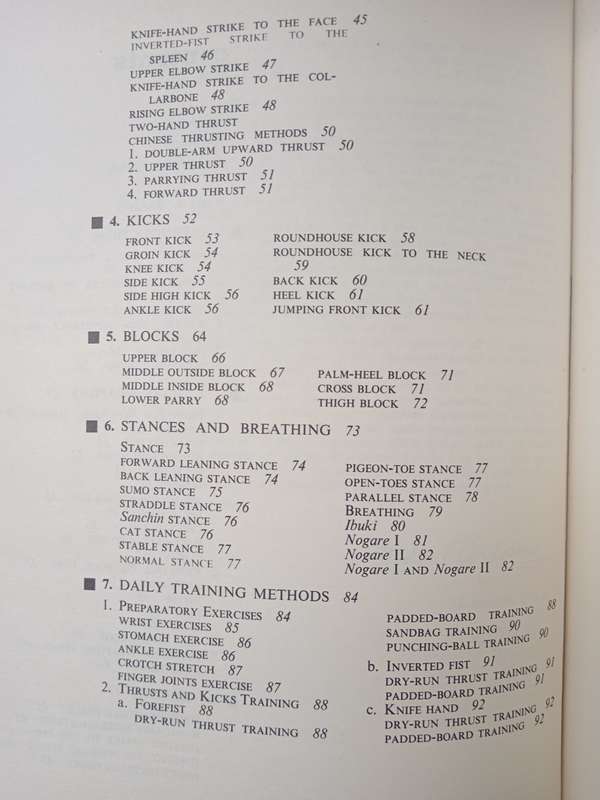 KNIFE-HAND STRIKE TO THE FACE 45
INVERTED-FIST STRIKE TO THE
SPLEEN 46
UPPER ELBOW STRIKE 47
KNIFE-HAND STRIKE TO THE COL-
LARBONE 48
RISING ELBOW STRIKE 48
TWO-HAND THRUST
CHINESE THRUSTING METHODS 50
1. DOUBLE-ARM UPWARD THRUST 50
2. UPPER THRUST 50
3. PARRYING THRUST 51
4. FORWARD THRUST 51
4. KICKS 52
FRONT KICK 53
GROIN KICK 54
KNEE KICK 54
SIDE KICK 55
SIDE HIGH KICK 56
ANKLE KICK 56
ROUNDHOUSE KICK 58
ROUNDHOUSE KICK TO THE NECK
59
BACK KICK 60
HEEL KICK 61
JUMPING FRONT KICK 61
5. BLOCKS 64
UPPER BLOCK 66
MIDDLE OUTSIDE BLOCK 67
MIDDLE INSIDE BLOCK 68
LOWER PARRY 68
PALM-HEEL BLOCK 71
CROSS BLOCK 71
THIGH BLOCK 72
6. STANCES AND BREATHING 73
STANCE 73
FORWARD LEANING STANCE 74
BACK LEANING STANCE 74
SUMO STANCE 75
STRADDLE STANCE 76
Sanchin STANCE 76
CAT STANCE 76
STABLE STANCE 77
NORMAL STANCE 77
PIGEON-TOE STANCE 77
OPEN-TOES STANCE 77
PARALLEL STANCE 78
BREATHING 79
Ibuki 80
Nogare I 81
Nogare II 82
Nogare I AND Nogare II 82
7. DAILY TRAINING METHODS 84
1. PREPARATORY EXERCISES 84
WRIST EXERCISES 85
STOMACH EXERCISE 86
ANKLE EXERCISE 86
CROTCH STRETCH 87
FINGER JOINTS EXERCISE 87
2. THRUSTS AND KICKS TRAINING 88
a. FOREFIST 88
DRY-RUN THRUST TRAINING 88
PADDED-BOARD TRAINING 88
SANDBAG TRAINING 90
PUNCHING-BALL TRAINING 90
b. INVERTED FIST 91
DRY-RUN THRUST TRAINING 91
PADDED-BOARD TRAINING 91
c. KNIFE HAND 92
DRY-RUN THRUST TRAINING 92
PADDED-BOARD TRAINING 92